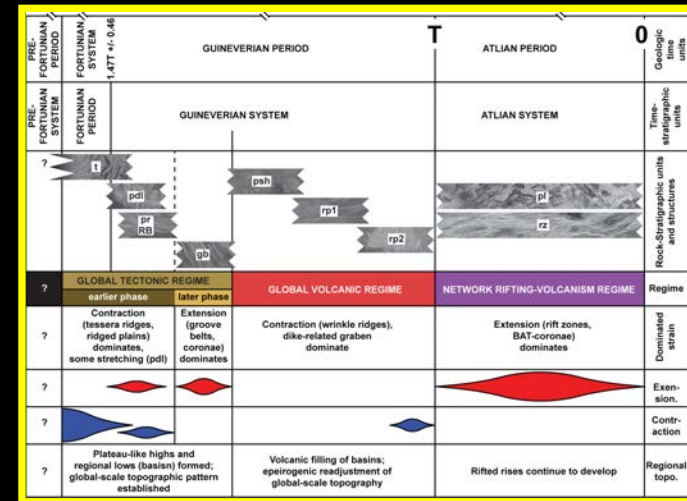 PRE-
FORTUNIAN
PERIOD
FORTUNIAN
SYSTEM
1.47T +/- 0.46
GUINEVERIAN PERIOD
T
ATLIAN PERIOD
0
Geologic
time
units
PRE-
FORTUNIAN
SYSTEM
FORTUNIAN
PERIOD
GUINEVERIAN SYSTEM
ATLIAN SYSTEM
Time-
stratigraphic
units
?
t
pdl
pr
RB
gb
psh
rp1
rp2
pl
rz
Rock-Stratigraphic units
and structures
?
GLOBAL TECTONIC REGIME
earlier phase
later phase
GLOBAL VOLCANIC REGIME
NETWORK RIFTING-VOLCANISM REGIME
Regime
?
Contraction
(tessera ridges,
ridged plains)
dominates,
some stretching (pdl)
Extension
(groove
belts,
coronae)
dominates
Contraction (wrinkle ridges),
dike-related graben
dominate
Extension (rift zones,
BAT-coronae)
dominates
Dominated
strain
?
Exen-
sion.
?
Contr-
action
?
Plateau-like highs and
regional lows (basisn) formed;
global-scale topographic pattern
established
Volcanic filling of basins;
epeirogenic readjustment of
global-scale topography
Rifted rises continue to develop
Regional
topo.